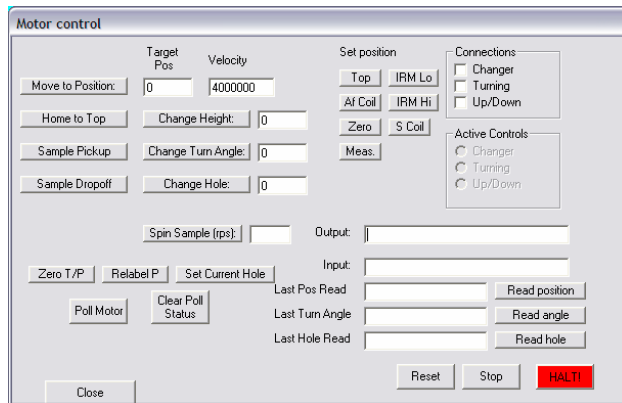 Motor control
Target Pos
Velocity
Move to Position:
0
4000000
Home to Top
Change Height:
0
Sample Pickup
Change Turn Angle:
0
Sample Dropoff
Change Hole:
0
Set position
Top
IRM Lo
Af Coil
IRM Hi
Zero
S Coil
Meas.
Connections
Changer
Turning
Up/Down
Active Controls
Changer
Turning
Up/Down
Spin Sample (rps):
Output:
Input:
Zero T/P
Relabel P
Set Current Hole
Poll Motor
Clear Poll
Status
Last Pos Read
Read position
Last Turn Angle
Read angle
Last Hole Read
Read hole
Reset
Stop
HALT!
Close